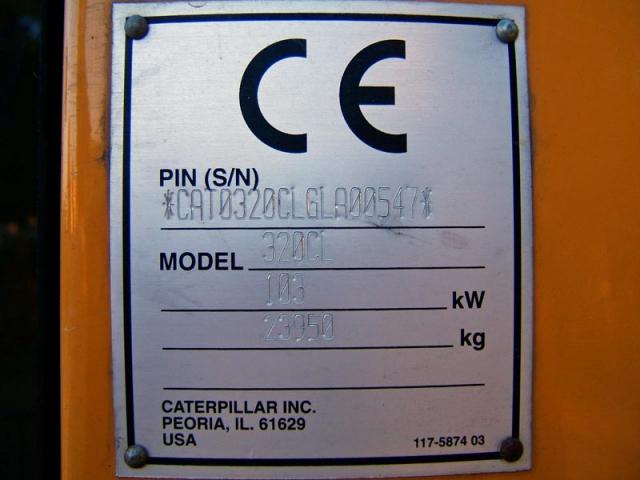 CE
PIN (S/N)
*CAT0320CLGLA00547*
MODEL 320CL
103 kW
23950 kg
CATERPILLAR INC.
PEORIA, IL. 61629
USA
117-5874 03